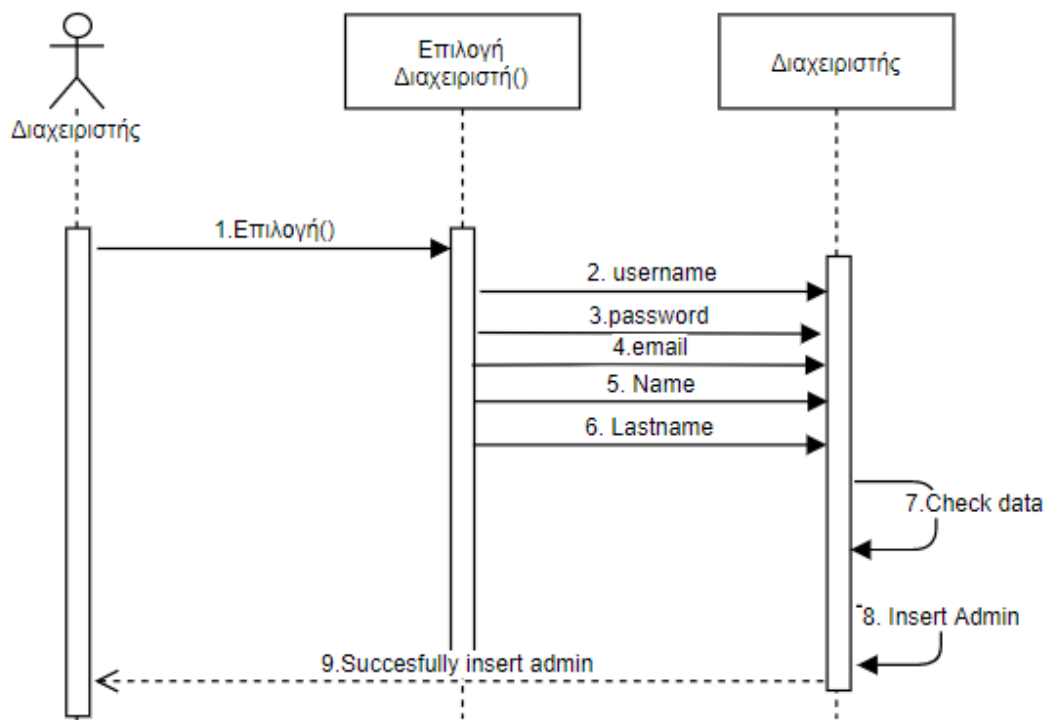 Επιλογή
Διαχειριστή()
Διαχειριστής
Διαχειριστής
1.Επιλογή()
2. username
3.password
4.email
5. Name
6. Lastname
7.Check data
8. Insert Admin
9.Succesfully insert admin